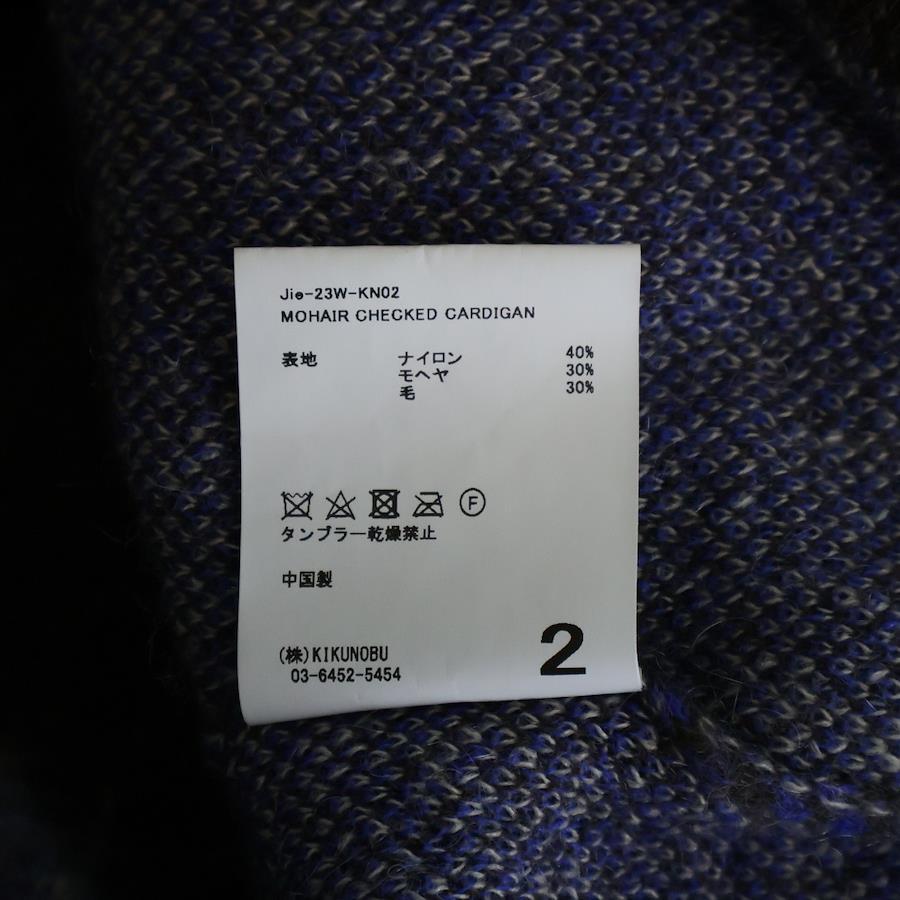 Jie-23W-KN02
MOHAIR CHECKED CARDIGAN
表地 ナイロン 40%
モヘヤ 30%
毛 30%
F
タンブラー乾燥禁止
中国製
(株)KIKUNOBU
03-6452-5454
2